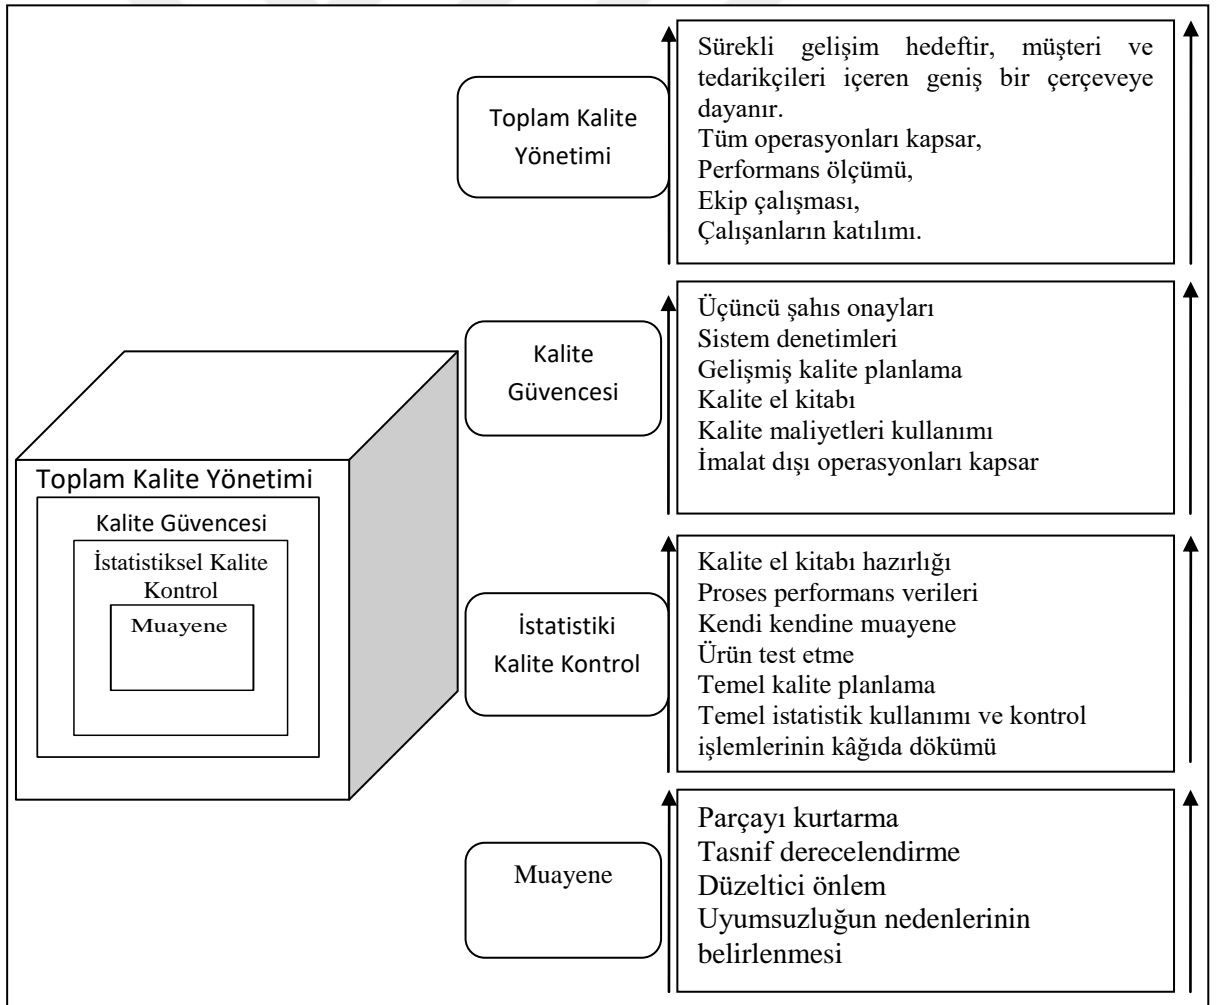 Toplam Kalite
Yönetimi
Sürekli gelişim hedeftir, müşteri ve
tedarikçileri içeren geniş bir çerçeveye
dayanır.
Tüm operasyonları kapsar,
Performans ölçümü,
Ekip çalışması,
Çalışanların katılımı.
Kalite
Güvencesi
Üçüncü şahıs onayları
Sistem denetimleri
Gelişmiş kalite planlama
Kalite el kitabı
Kalite maliyetleri kullanımı
İmalat dışı operasyonları kapsar
Toplam Kalite Yönetimi
Kalite Güvencesi
İstatistiksel Kalite
Kontrol
Muayene
İstatistiki
Kalite Kontrol
Kalite el kitabı hazırlığı
Proses performans verileri
Kendi kendine muayene
Ürün test etme
Temel kalite planlama
Temel istatistik kullanımı ve kontrol
işlemlerinin kâğıda dökümü
Muayene
Parçayı kurtarma
Tasnif derecelendirme
Düzeltici önlem
Uyumsuzluğun nedenlerinin
belirlenmesi